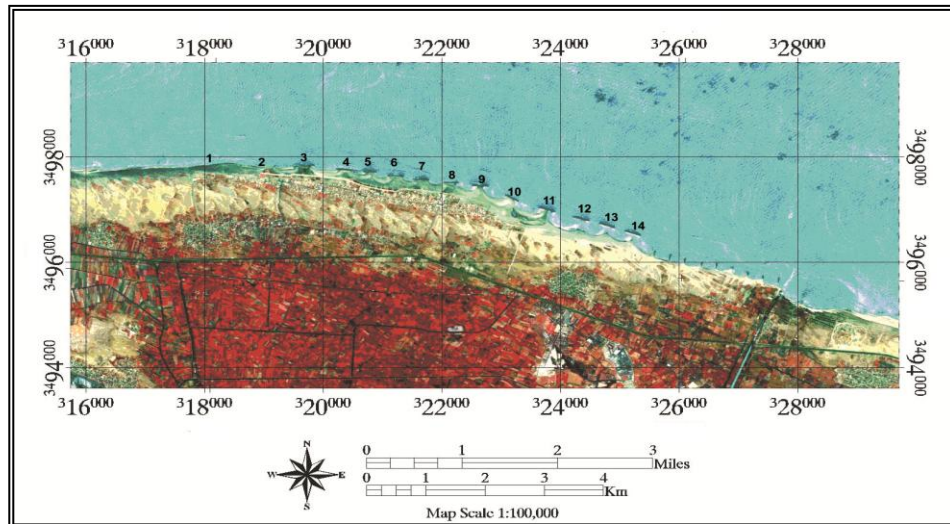 316000 318000 320000 322000 324000 326000 328000
3498000 3498000
1 2 3 4 5 6 7 8 9 10 11 12 13 14
3496000 3496000
3494000 3494000
316000 318000 320000 322000 324000 326000 328000
N
W E
S
0 1 2 3 Miles
0 1 2 3 4 Km
Map Scale 1:100,000